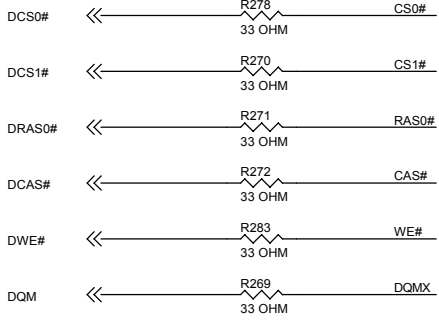 R278
DCS0# CS0#
33 OHM
R270
DCS1# CS1#
33 OHM
R271
DRAS0# RAS0#
33 OHM
R272
DCAS# CAS#
33 OHM
R283
DWE# WE#
33 OHM
R269
DQM DQMX
33 OHM